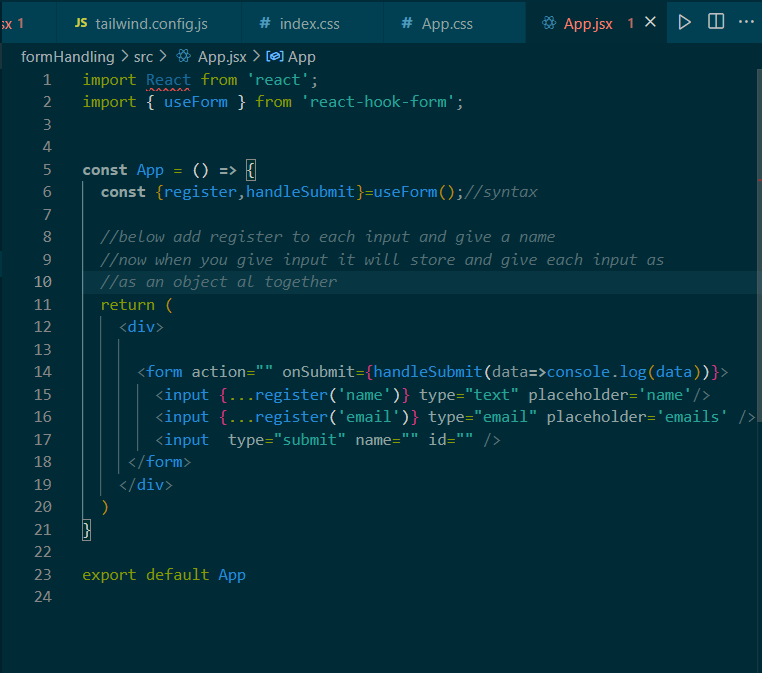 sx 1 JS tailwind.config.js # index.css # App.css App.jsx 1
formHandling > src > App.jsx > App
1 import React from 'react';
2 import { useForm } from 'react-hook-form';
3
4
5 const App = () => {
6 const {register,handleSubmit}=useForm();//syntax
7
8 //below add register to each input and give a name
9 //now when you give input it will store and give each input as
10 //as an object al together
11 return (
12 <div>
13
14 <form action="" onSubmit={handleSubmit(data=>console.log(data))}>
15 <input {...register('name')} type="text" placeholder='name'/>
16 <input {...register('email')} type="email" placeholder='emails' />
17 <input  type="submit" name="" id="" />
18 </form>
19 </div>
20 )
21 }
22
23 export default App
24